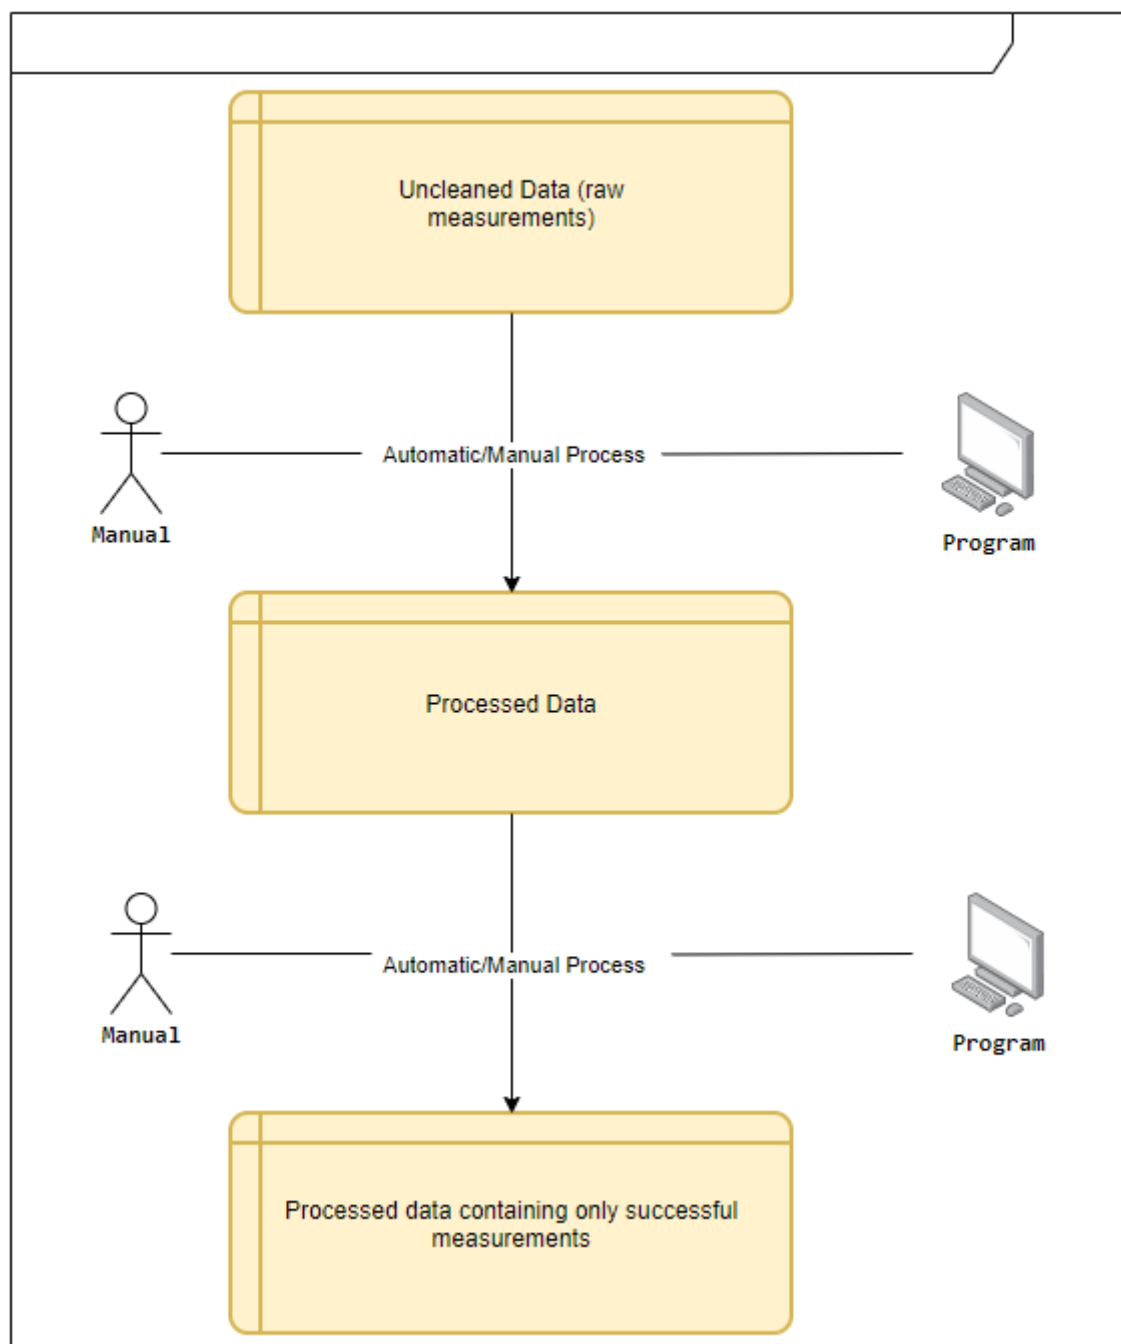 Uncleaned Data (raw
measurements)
Automatic/Manual Process
Manual
Program
Processed Data
Automatic/Manual Process
Manual
Program
Processed data containing only successful
measurements